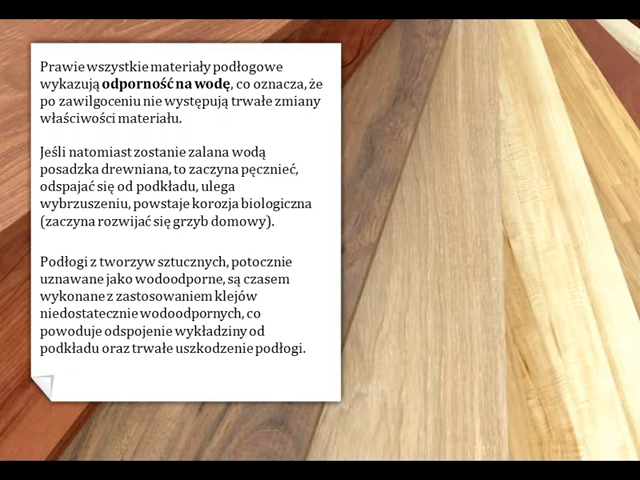 Prawie wszystkie materiały podłogowe
wykazują odporność na wodę, co oznacza, że
po zawilgoceniu nie występują trwałe zmiany
właściwości materiału.
Jeśli natomiast zostanie zalana wodą
posadzka drewniana, to zaczyna pęcznieć,
odspajać się od podkładu, ulega
wybrzuszeniu, powstaje korozja biologiczna
(zaczyna rozwijać się grzyb domowy).
Podłogi z tworzyw sztucznych, potocznie
uznawane jako wodoodporne, są czasem
wykonane z zastosowaniem klejów
niedostatecznie wodoodpornych, co
powoduje odspojenie wykładziny od
podkładu oraz trwałe uszkodzenie podłogi.